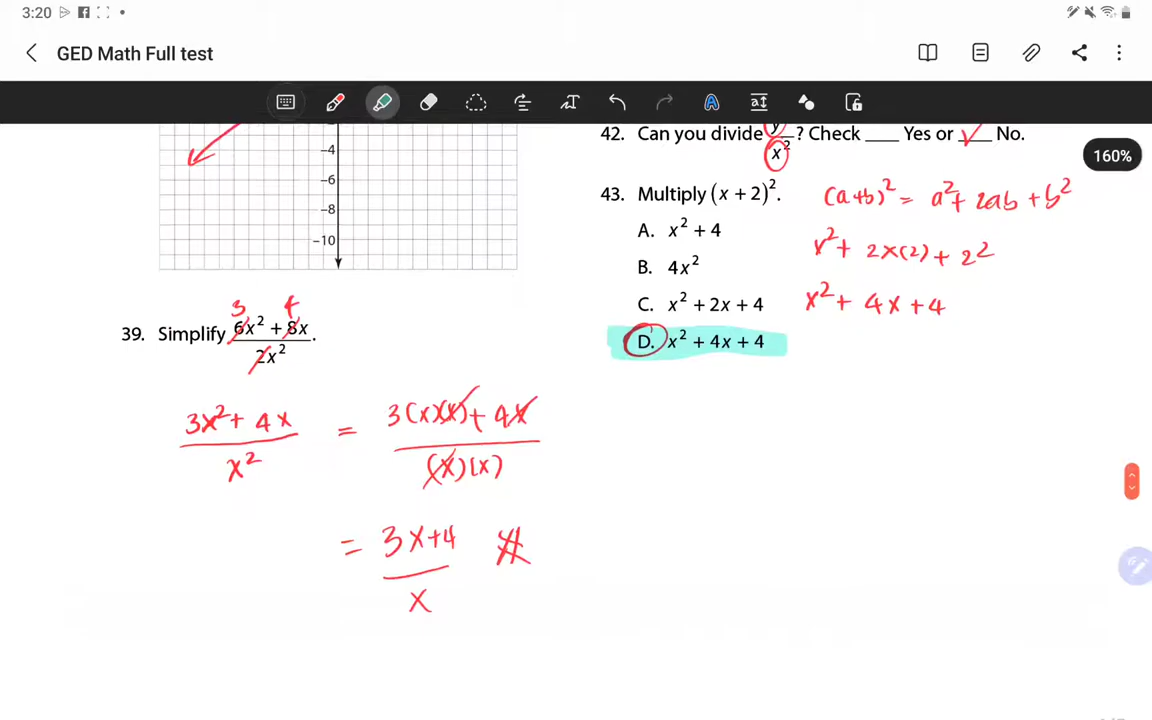 3:20
GED Math Full test
160%
-4
-6
-8
-10
39. Simplify 6x² + 8x / 2x².
3 4
3x² + 4x / x² = 3(x)(x) + 4x / (x)(x)
= 3x+4 / x
42. Can you divide y / x²? Check ___ Yes or ___ No.
43. Multiply (x + 2)².
A. x² + 4
B. 4x²
C. x² + 2x + 4
D. x² + 4x + 4
(a+b)² = a² + 2ab + b²
x² + 2x(2) + 2²
x² + 4x + 4